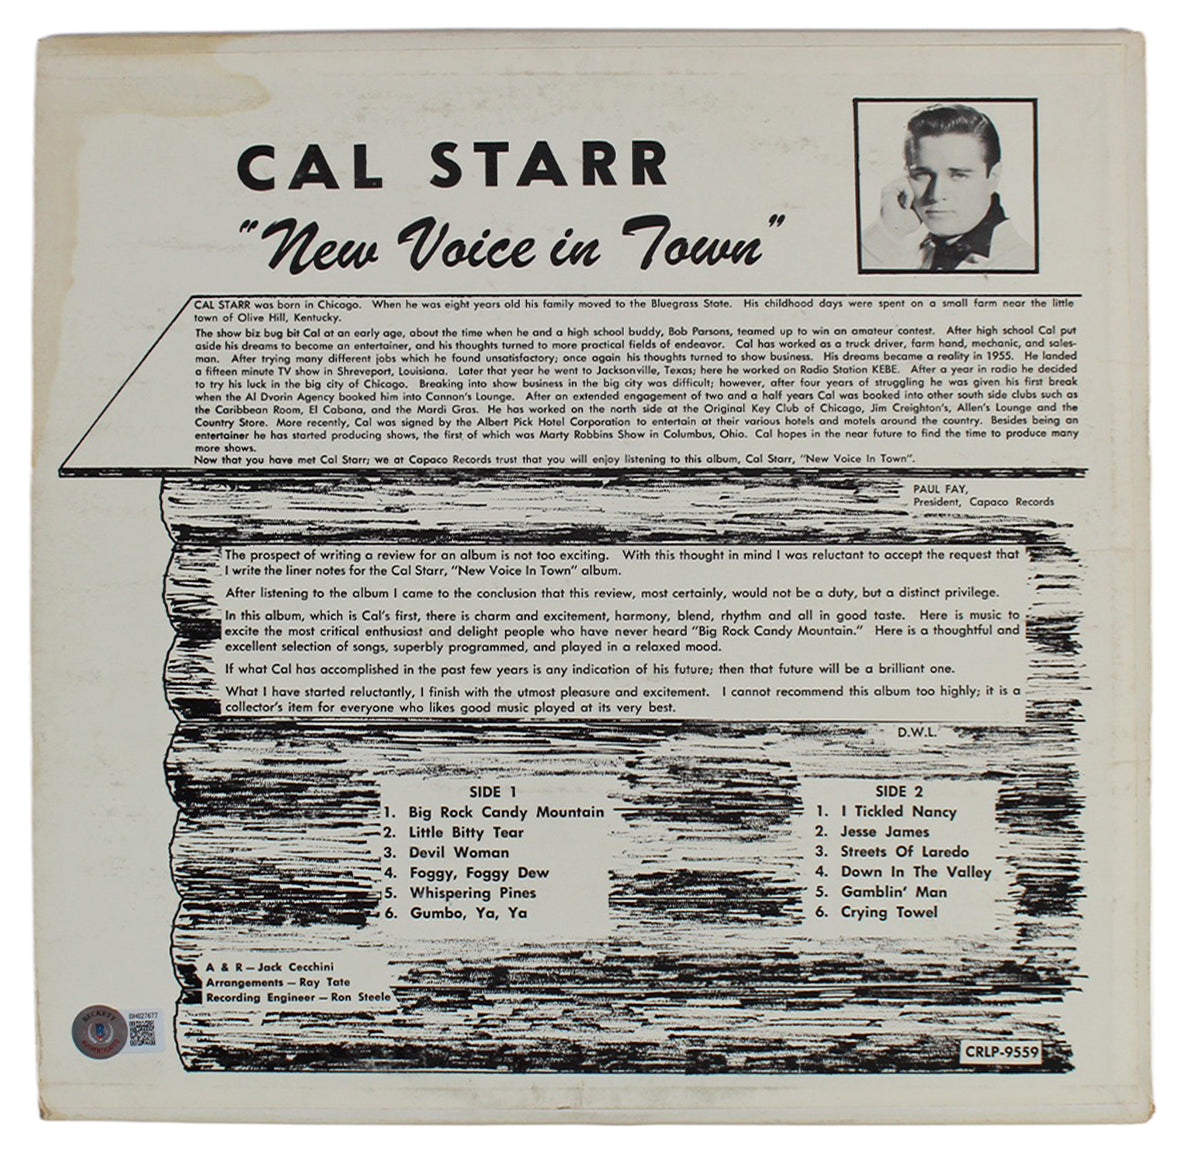 CAL STARR
"New Voice in Town"
CAL STARR was born in Chicago. When he was eight years old his family moved to the Bluegrass State. His childhood days were spent on a small farm near the little
town of Olive Hill, Kentucky.
The show biz bug bit Cal at an early age, about the time when he and a high school buddy, Bob Parsons, teamed up to win an amateur contest. After high school Cal put
aside his dreams to become an entertainer, and his thoughts turned to more practical fields of endeavor. Cal has worked as a truck driver, farm hand, mechanic, and sales-
man. After trying many different jobs which he found unsatisfactory; once again his thoughts turned to show business. His dreams became a reality in 1955. He landed
a fifteen minute TV show in Shreveport, Louisiana. Later that year he went to Jacksonville, Texas; here he worked on Radio Station KEBE. After a year in radio he decided
to try his luck in the big city of Chicago. Breaking into show business in the big city was difficult; however, after four years of struggling he was given his first break
when the Al Dvorin Agency booked him into Cannon's Lounge. After an extended engagement of two and a half years Cal was booked into other south side clubs such as
the Caribbean Room, El Cabana, and the Mardi Gras. He has worked on the north side at the Original Key Club of Chicago, Jim Creighton's, Allen's Lounge and the
Country Store. More recently, Cal was signed by the Albert Pick Hotel Corporation to entertain at their various hotels and motels around the country. Besides being an
entertainer he has started producing shows, the first of which was Marty Robbins Show in Columbus, Ohio. Cal hopes in the near future to find the time to produce many
more shows.
Now that you have met Cal Starr; we at Capaco Records trust that you will enjoy listening to this album, Cal Starr, "New Voice In Town".
PAUL FAY,
President, Capaco Records
The prospect of writing a review for an album is not too exciting. With this thought in mind I was reluctant to accept the request that
I write the liner notes for the Cal Starr, "New Voice In Town" album.
After listening to the album I came to the conclusion that this review, most certainly, would not be a duty, but a distinct privilege.
In this album, which is Cal's first, there is charm and excitement, harmony, blend, rhythm and all in good taste. Here is music to
excite the most critical enthusiast and delight people who have never heard "Big Rock Candy Mountain." Here is a thoughtful and
excellent selection of songs, superbly programmed, and played in a relaxed mood.
If what Cal has accomplished in the past few years is any indication of his future; then that future will be a brilliant one.
What I have started reluctantly, I finish with the utmost pleasure and excitement. I cannot recommend this album too highly; it is a
collector's item for everyone who likes good music played at its very best.
D.W.L.
SIDE 1
1. Big Rock Candy Mountain
2. Little Bitty Tear
3. Devil Woman
4. Foggy, Foggy Dew
5. Whispering Pines
6. Gumbo, Ya, Ya
SIDE 2
1. I Tickled Nancy
2. Jesse James
3. Streets Of Laredo
4. Down In The Valley
5. Gamblin' Man
6. Crying Towel
A & R — Jack Cecchini
Arrangements — Ray Tate
Recording Engineer — Ron Steele
BECKETT
B
AUTHENTICATED
BH027677
CRLP-9559